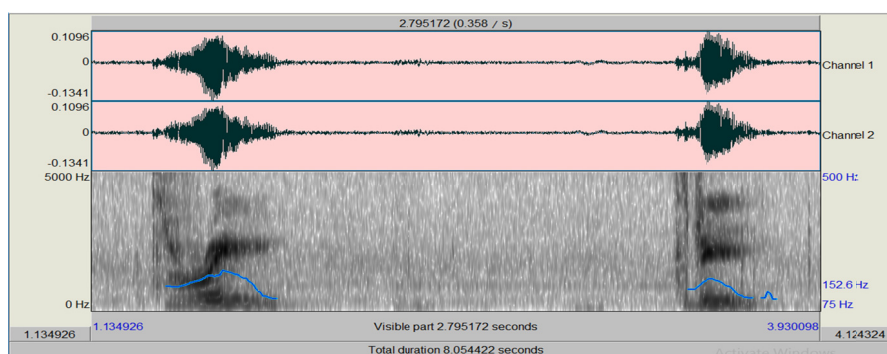 2.795172 (0.358 / s)
0.1096
0
-0.1341
Channel 1
0.1096
0
-0.1341
Channel 2
5000 Hz
500 Hz
152.6 Hz
0 Hz
75 Hz
1.134926
1.134926
Visible part 2.795172 seconds
3.930098
4.124324
Total duration 8.054422 seconds
Activate Windows